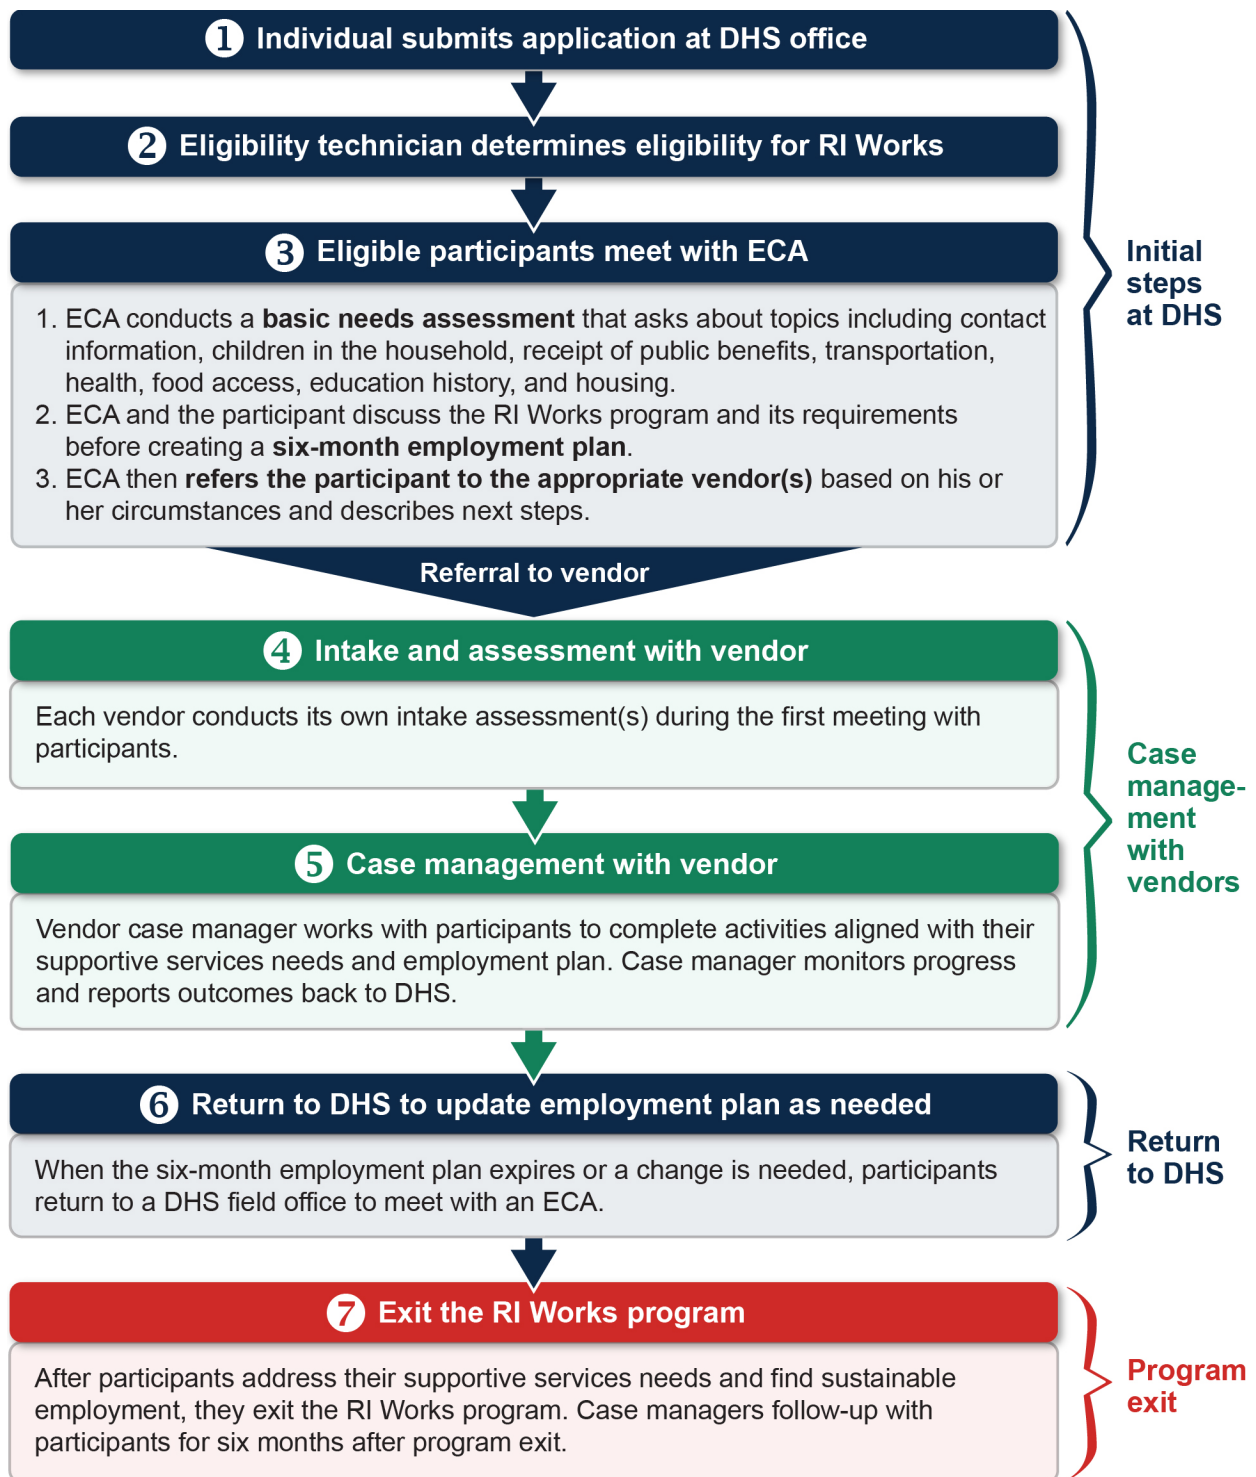 1 Individual submits application at DHS office
2 Eligibility technician determines eligibility for RI Works
3 Eligible participants meet with ECA
1. ECA conducts a basic needs assessment that asks about topics including contact
information, children in the household, receipt of public benefits, transportation,
health, food access, education history, and housing.
2. ECA and the participant discuss the RI Works program and its requirements
before creating a six-month employment plan.
3. ECA then refers the participant to the appropriate vendor(s) based on his or
her circumstances and describes next steps.
Initial
steps
at DHS
Referral to vendor
4 Intake and assessment with vendor
Each vendor conducts its own intake assessment(s) during the first meeting with
participants.
5 Case management with vendor
Vendor case manager works with participants to complete activities aligned with their
supportive services needs and employment plan. Case manager monitors progress
and reports outcomes back to DHS.
Case
manage-
ment
with
vendors
6 Return to DHS to update employment plan as needed
When the six-month employment plan expires or a change is needed, participants
return to a DHS field office to meet with an ECA.
Return
to DHS
7 Exit the RI Works program
After participants address their supportive services needs and find sustainable
employment, they exit the RI Works program. Case managers follow-up with
participants for six months after program exit.
Program
exit